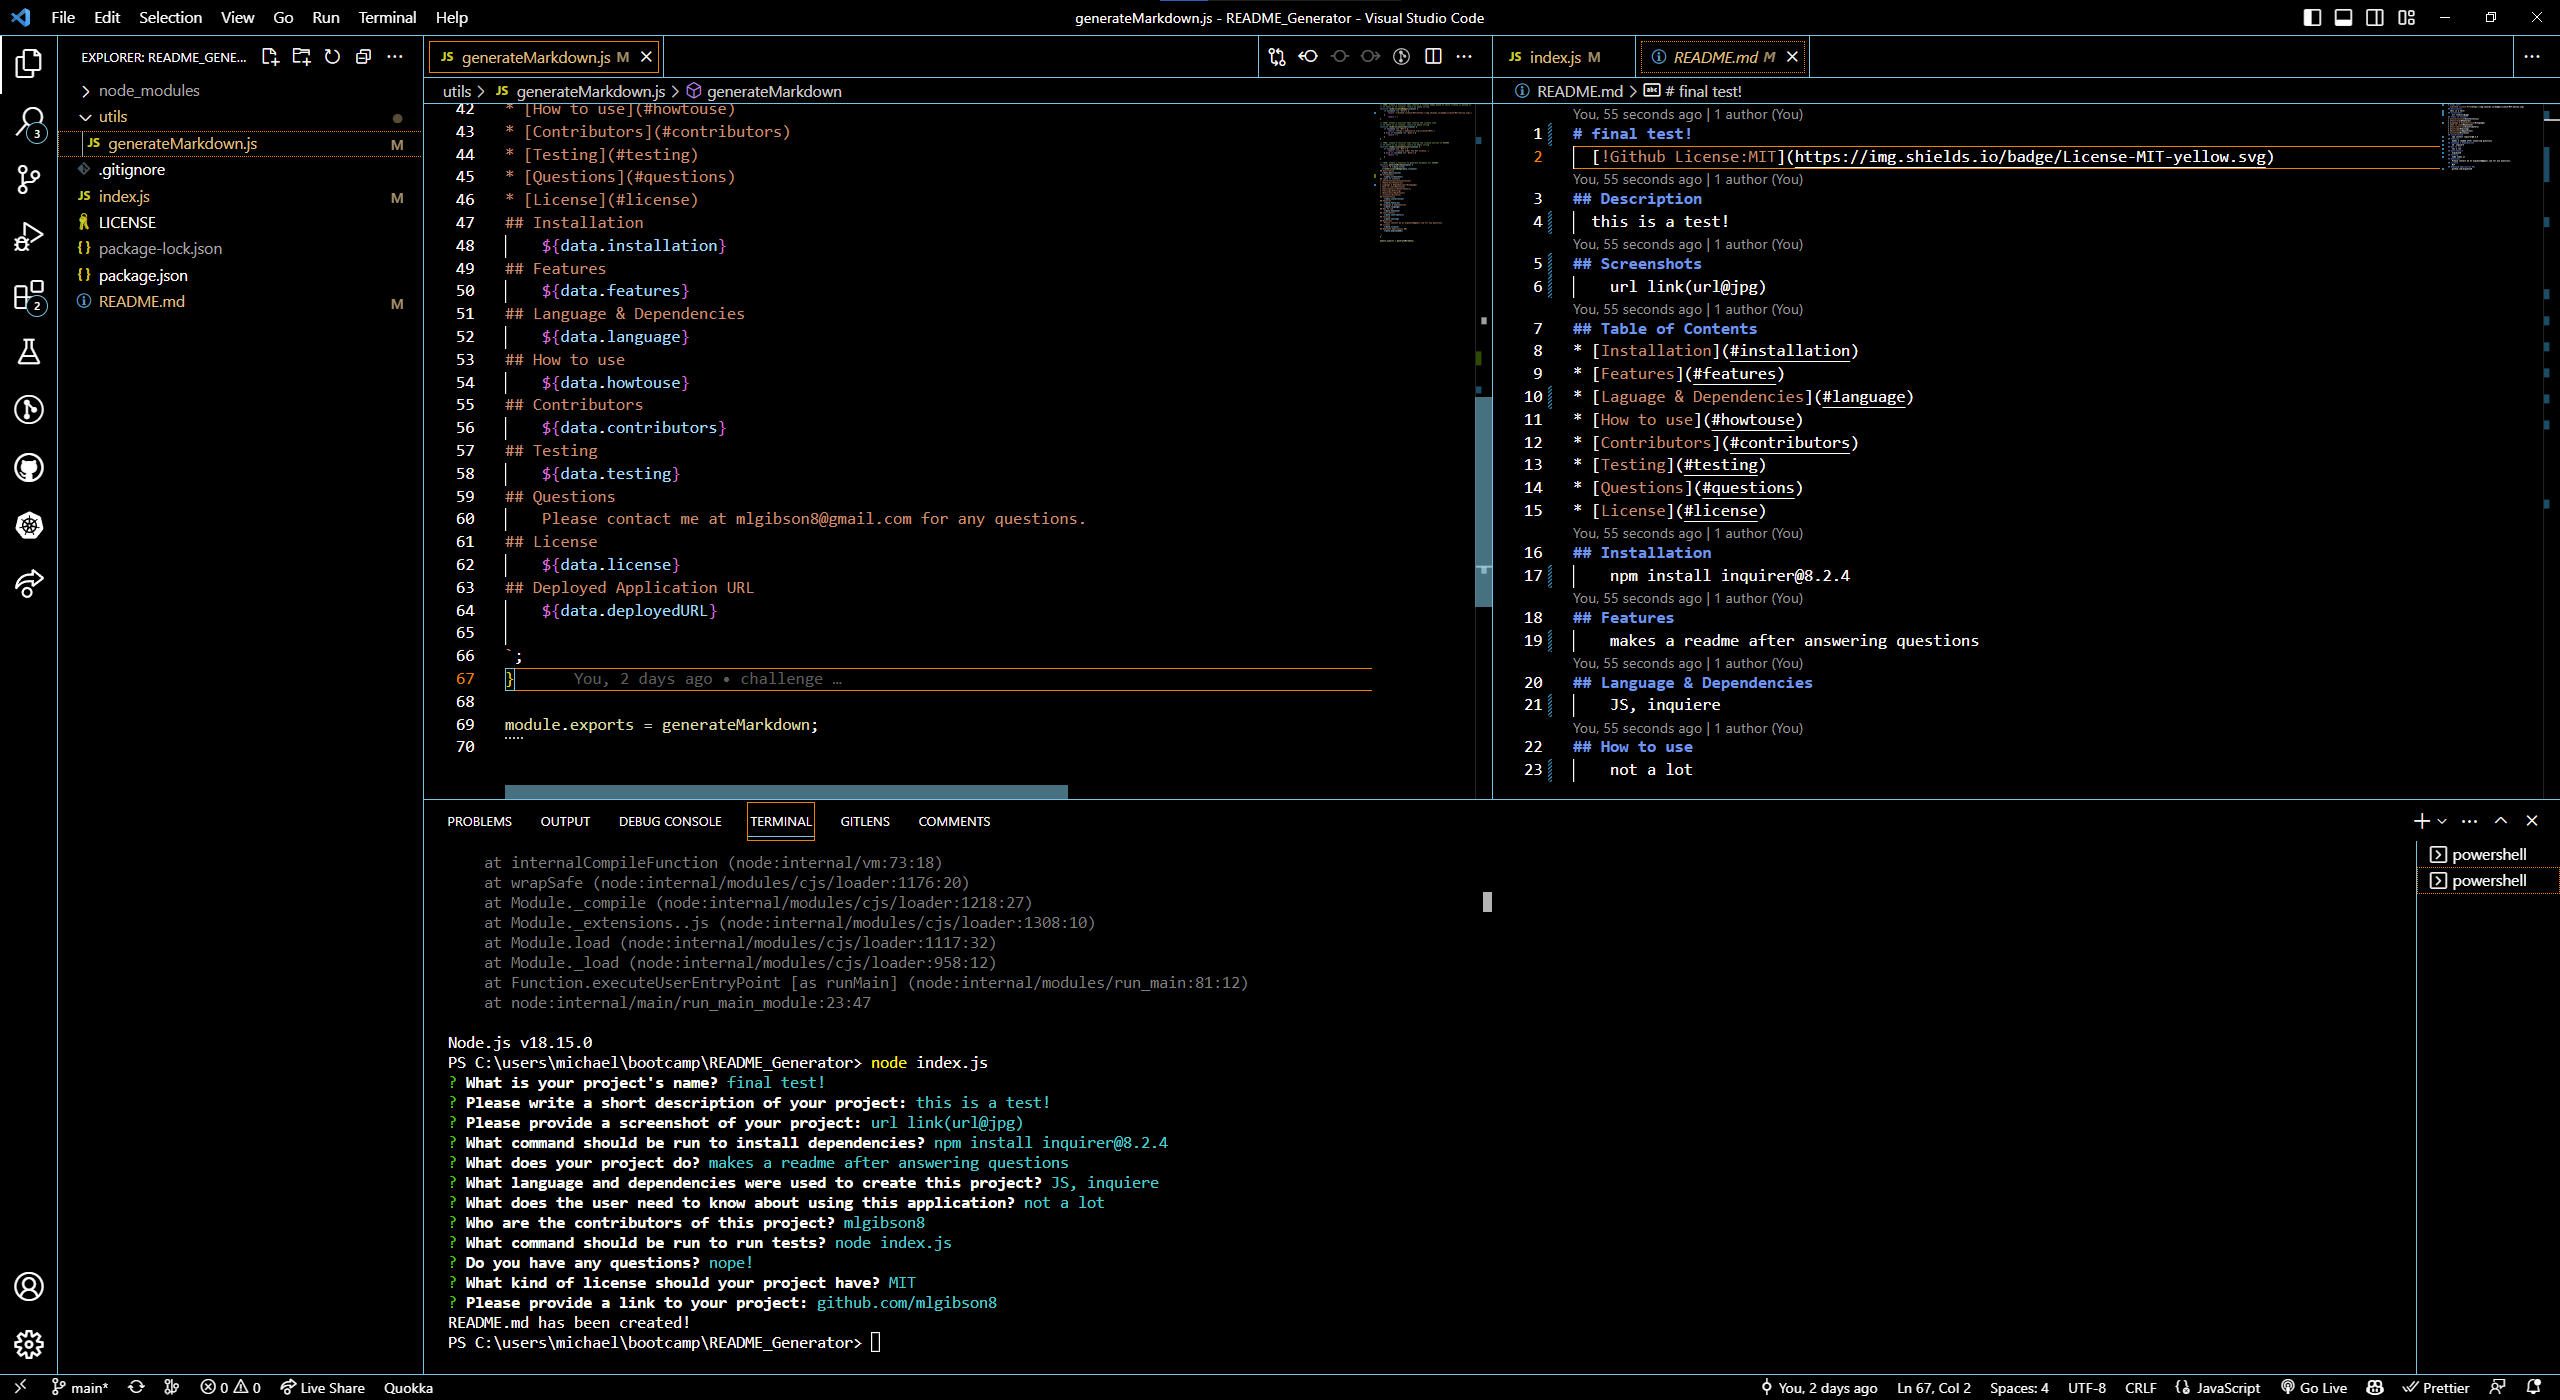 File Edit Selection View Go Run Terminal Help
generateMarkdown.js - README_Generator - Visual Studio Code
EXPLORER: README_GENE...
node_modules
utils
JS generateMarkdown.js M
.gitignore
JS index.js M
LICENSE
{} package-lock.json
{} package.json
README.md M
3
2
JS generateMarkdown.js M
utils > JS generateMarkdown.js > generateMarkdown
42 * [How to use](#howtouse)
43 * [Contributors](#contributors)
44 * [Testing](#testing)
45 * [Questions](#questions)
46 * [License](#license)
47 ## Installation
48 ${data.installation}
49 ## Features
50 ${data.features}
51 ## Language & Dependencies
52 ${data.language}
53 ## How to use
54 ${data.howtouse}
55 ## Contributors
56 ${data.contributors}
57 ## Testing
58 ${data.testing}
59 ## Questions
60 Please contact me at mlgibson8@gmail.com for any questions.
61 ## License
62 ${data.license}
63 ## Deployed Application URL
64 ${data.deployedURL}
65
66 `;
67 } You, 2 days ago • challenge …
68
69 module.exports = generateMarkdown;
70
JS index.js M README.md M
README.md > # final test!
You, 55 seconds ago | 1 author (You)
1 # final test!
2 [!Github License:MIT](https://img.shields.io/badge/License-MIT-yellow.svg)
You, 55 seconds ago | 1 author (You)
3 ## Description
4 this is a test!
You, 55 seconds ago | 1 author (You)
5 ## Screenshots
6 url link(url@jpg)
You, 55 seconds ago | 1 author (You)
7 ## Table of Contents
8 * [Installation](#installation)
9 * [Features](#features)
10 * [Laguage & Dependencies](#language)
11 * [How to use](#howtouse)
12 * [Contributors](#contributors)
13 * [Testing](#testing)
14 * [Questions](#questions)
15 * [License](#license)
You, 55 seconds ago | 1 author (You)
16 ## Installation
17 npm install inquirer@8.2.4
You, 55 seconds ago | 1 author (You)
18 ## Features
19 makes a readme after answering questions
You, 55 seconds ago | 1 author (You)
20 ## Language & Dependencies
21 JS, inquiere
You, 55 seconds ago | 1 author (You)
22 ## How to use
23 not a lot
PROBLEMS OUTPUT DEBUG CONSOLE TERMINAL GITLENS COMMENTS
powershell
powershell
at internalCompileFunction (node:internal/vm:73:18)
at wrapSafe (node:internal/modules/cjs/loader:1176:20)
at Module._compile (node:internal/modules/cjs/loader:1218:27)
at Module._extensions..js (node:internal/modules/cjs/loader:1308:10)
at Module.load (node:internal/modules/cjs/loader:1117:32)
at Module._load (node:internal/modules/cjs/loader:958:12)
at Function.executeUserEntryPoint [as runMain] (node:internal/modules/run_main:81:12)
at node:internal/main/run_main_module:23:47
Node.js v18.15.0
PS C:\users\michael\bootcamp\README_Generator> node index.js
? What is your project's name? final test!
? Please write a short description of your project: this is a test!
? Please provide a screenshot of your project: url link(url@jpg)
? What command should be run to install dependencies? npm install inquirer@8.2.4
? What does your project do? makes a readme after answering questions
? What language and dependencies were used to create this project? JS, inquiere
? What does the user need to know about using this application? not a lot
? Who are the contributors of this project? mlgibson8
? What command should be run to run tests? node index.js
? Do you have any questions? nope!
? What kind of license should your project have? MIT
? Please provide a link to your project: github.com/mlgibson8
README.md has been created!
PS C:\users\michael\bootcamp\README_Generator>
main* 0 0 Live Share Quokka
You, 2 days ago Ln 67, Col 2 Spaces: 4 UTF-8 CRLF {} JavaScript Go Live Prettier